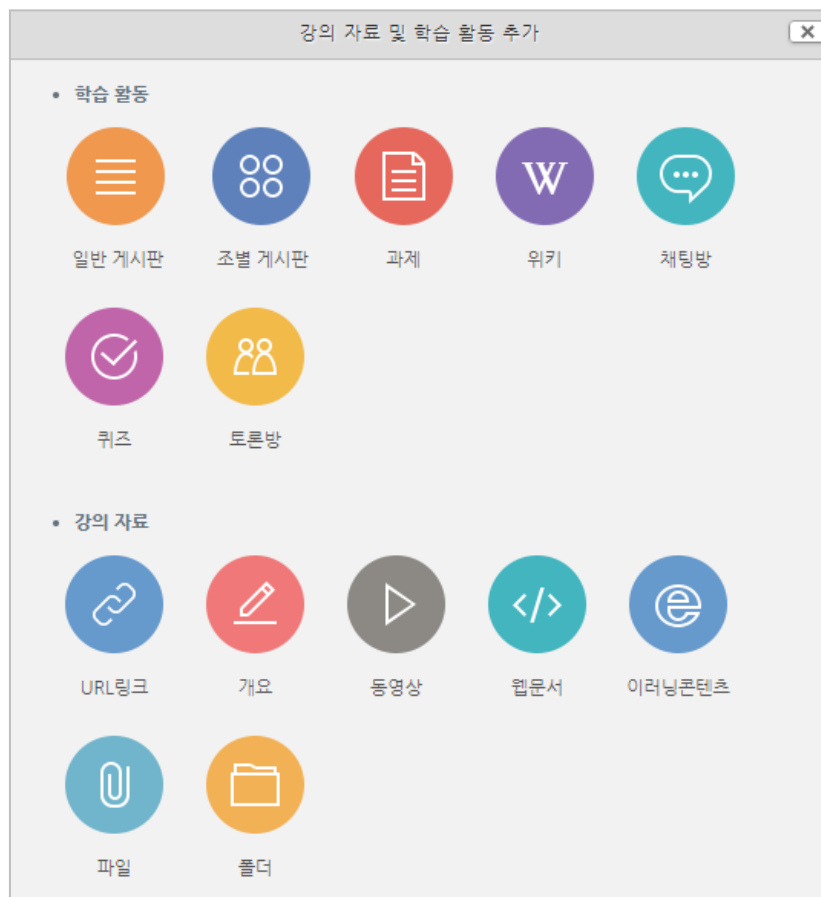 강의 자료 및 학습 활동 추가
학습 활동
일반 게시판 조별 게시판 과제 위키 채팅방
퀴즈 토론방
강의 자료
URL링크 개요 동영상 웹문서 이러닝콘텐츠
파일 폴더